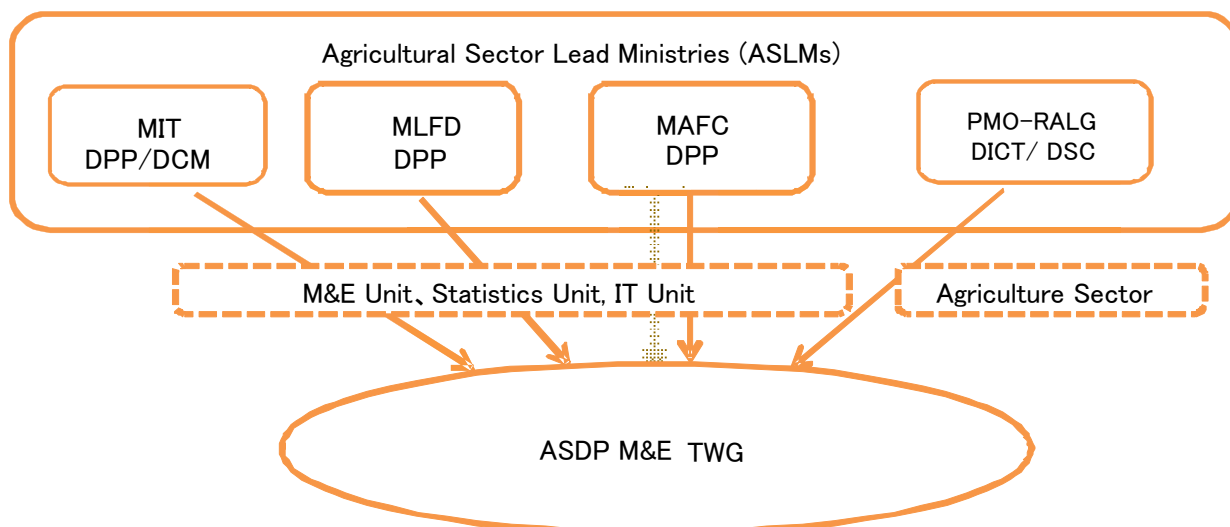 Agricultural Sector Lead Ministries (ASLMs)
MIT
DPP/DCM
MLFD
DPP
MAFC
DPP
PMO-RALG
DICT/ DSC
M&E Unit、Statistics Unit, IT Unit
Agriculture Sector
ASDP M&E TWG